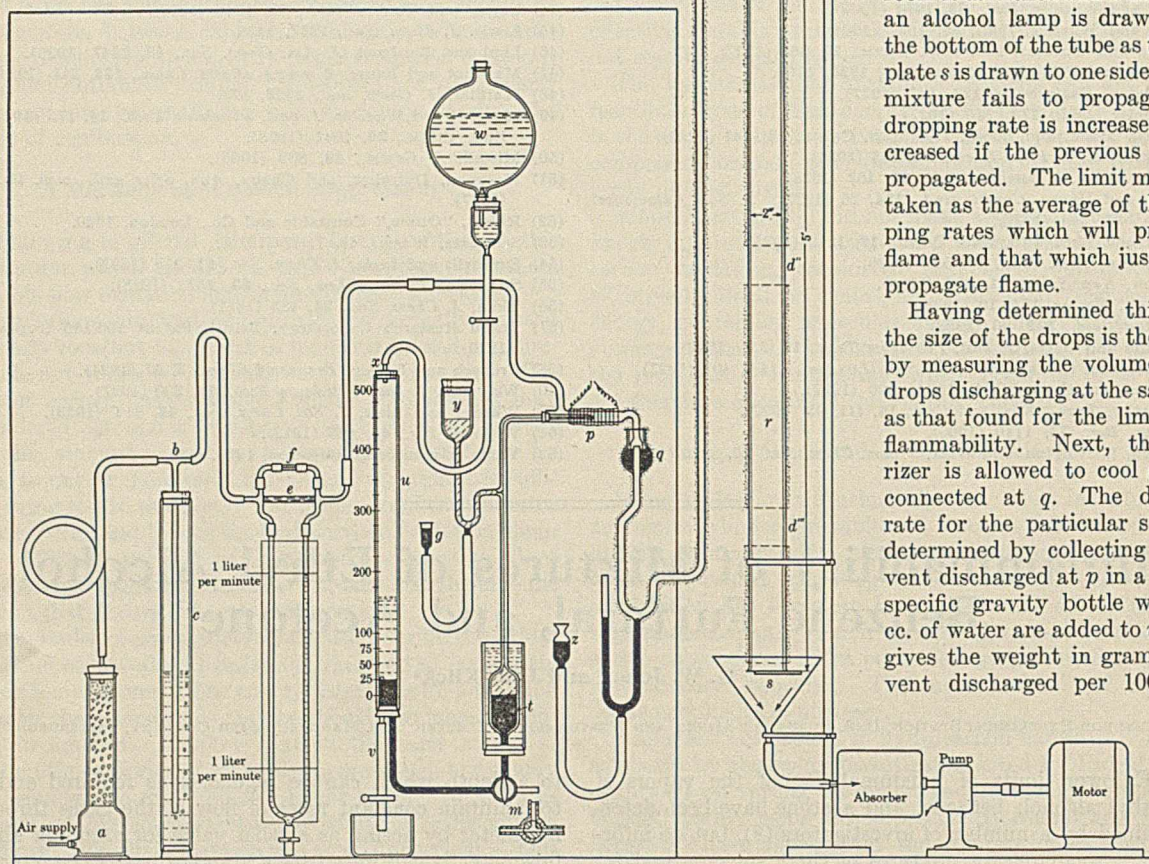 an alcohol lamp is draw
the bottom of the tube as
plate s is drawn to one side
mixture fails to propag
dropping rate is increase
creased if the previous
propagated. The limit m
taken as the average of t
ping rates which will p
flame and that which jus
propagate flame.
Having determined th
the size of the drops is the
by measuring the volume
drops discharging at the sa
as that found for the lim
flammability. Next, th
rizer is allowed to cool
connected at q. The d
rate for the particular s
determined by collecting
vent discharged at p in a
specific gravity bottle w
cc. of water are added to
gives the weight in gram
vent discharged per 100
w
2"
5'
d'''
r
d''''
x
500
400
300
200
100
75
50
25
0
u
y
p
q
b
f
e
g
c
1 liter
per minute
z
s
t
v
1 liter
per minute
m
Air supply
a
Absorber
Pump
Motor